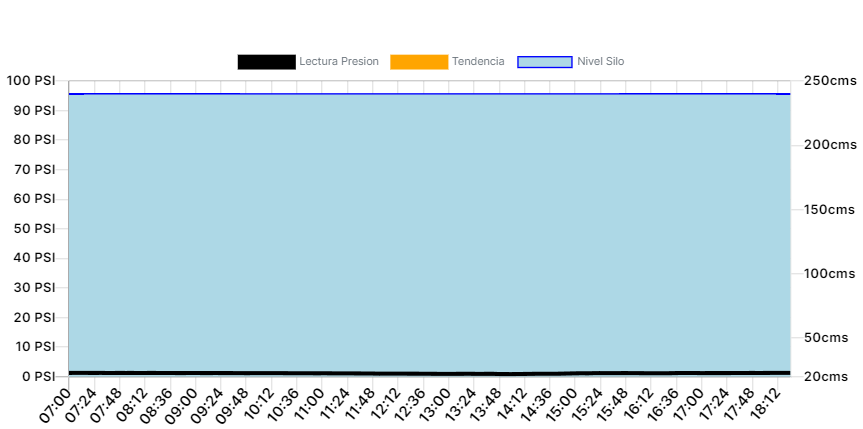 Lectura Presion Tendencia Nivel Silo
100 PSI
90 PSI
80 PSI
70 PSI
60 PSI
50 PSI
40 PSI
30 PSI
20 PSI
10 PSI
0 PSI
250cms
200cms
150cms
100cms
50cms
20cms
07:00 07:24 07:48 08:12 08:36 09:00 09:24 09:48 10:12 10:36 11:00 11:24 11:48 12:12 12:36 13:00 13:24 13:48 14:12 14:36 15:00 15:24 15:48 16:12 16:36 17:00 17:24 17:48 18:12